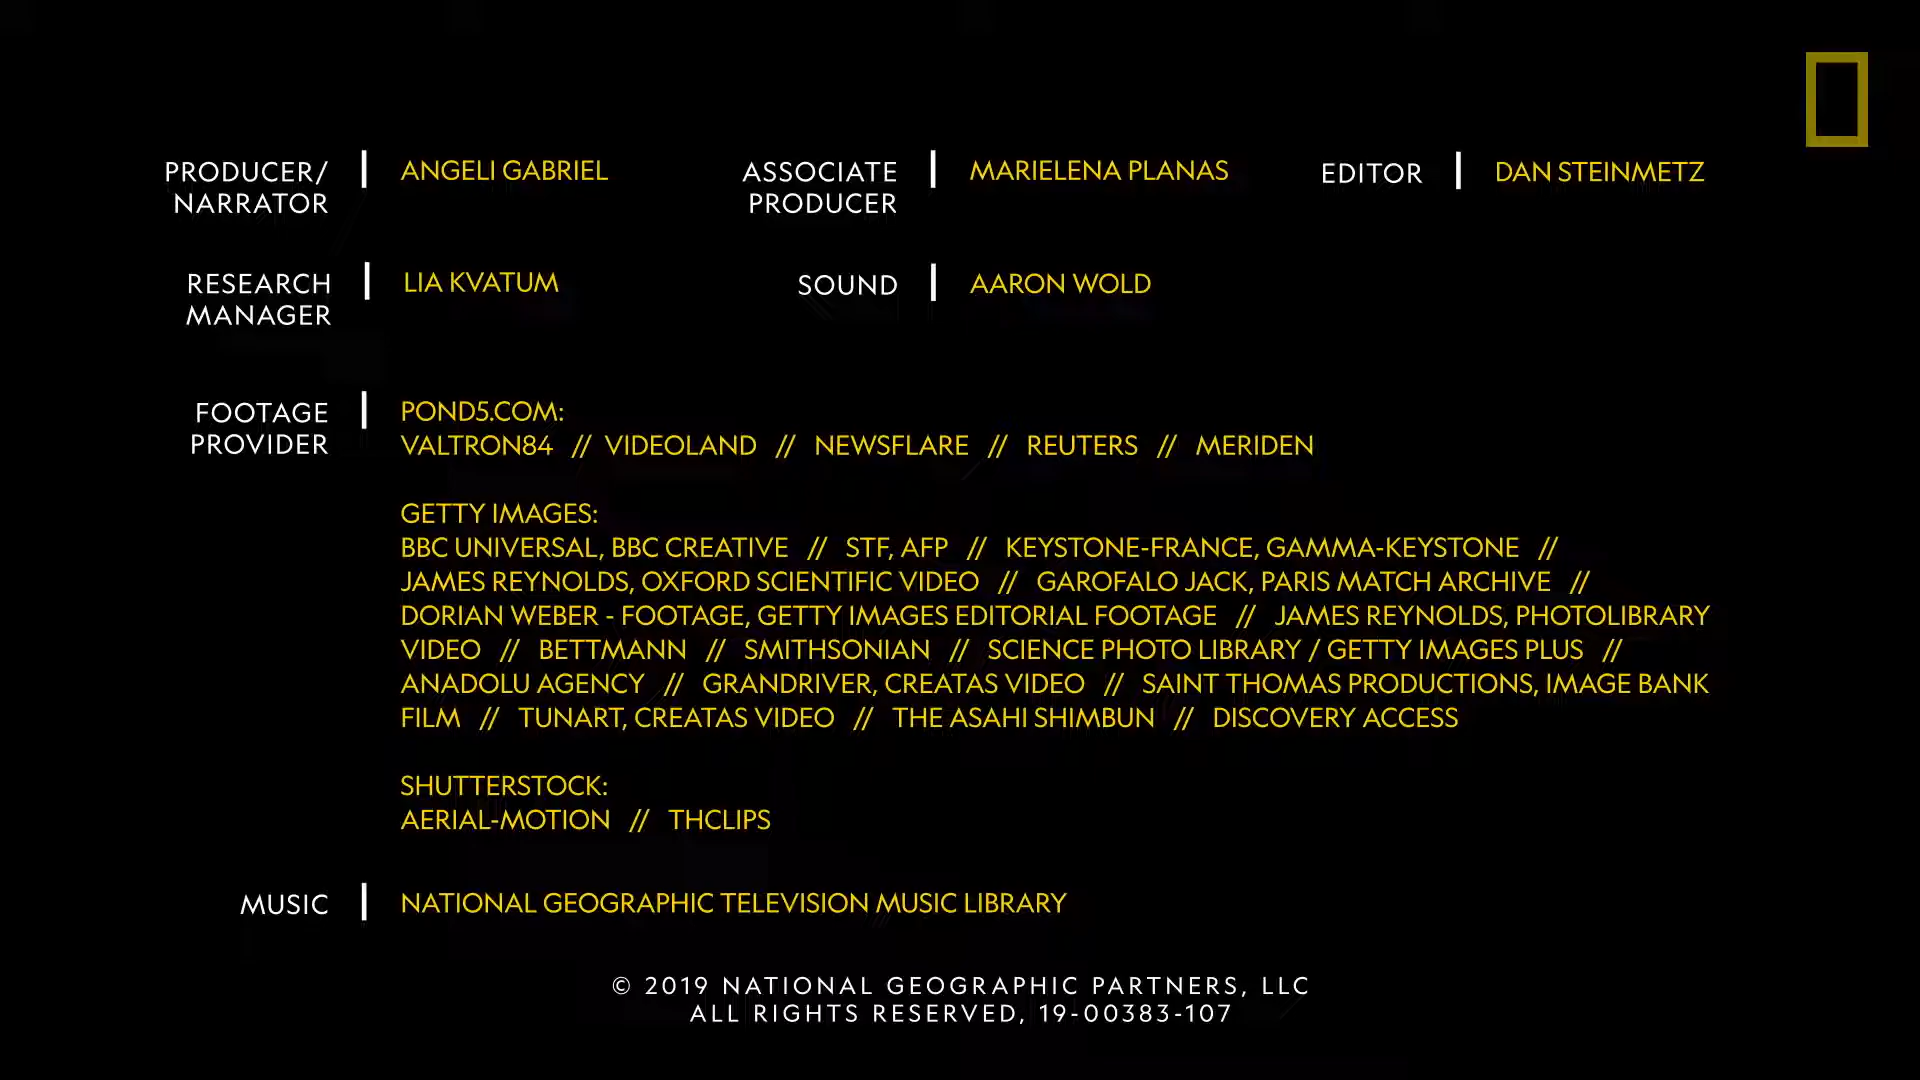 PRODUCER/ | ANGELI GABRIEL
NARRATOR
ASSOCIATE | MARIELENA PLANAS
PRODUCER
EDITOR | DAN STEINMETZ
RESEARCH | LIA KVATUM
MANAGER
SOUND | AARON WOLD
FOOTAGE | POND5.COM:
PROVIDER VALTRON84 // VIDEOLAND // NEWSFLARE // REUTERS // MERIDEN
GETTY IMAGES:
BBC UNIVERSAL, BBC CREATIVE // STF, AFP // KEYSTONE-FRANCE, GAMMA-KEYSTONE //
JAMES REYNOLDS, OXFORD SCIENTIFIC VIDEO // GAROFALO JACK, PARIS MATCH ARCHIVE //
DORIAN WEBER - FOOTAGE, GETTY IMAGES EDITORIAL FOOTAGE // JAMES REYNOLDS, PHOTOLIBRARY
VIDEO // BETTMANN // SMITHSONIAN // SCIENCE PHOTO LIBRARY / GETTY IMAGES PLUS //
ANADOLU AGENCY // GRANDRIVER, CREATAS VIDEO // SAINT THOMAS PRODUCTIONS, IMAGE BANK
FILM // TUNART, CREATAS VIDEO // THE ASAHI SHIMBUN // DISCOVERY ACCESS
SHUTTERSTOCK:
AERIAL-MOTION // THCLIPS
MUSIC | NATIONAL GEOGRAPHIC TELEVISION MUSIC LIBRARY
© 2019 NATIONAL GEOGRAPHIC PARTNERS, LLC
ALL RIGHTS RESERVED, 19-00383-107